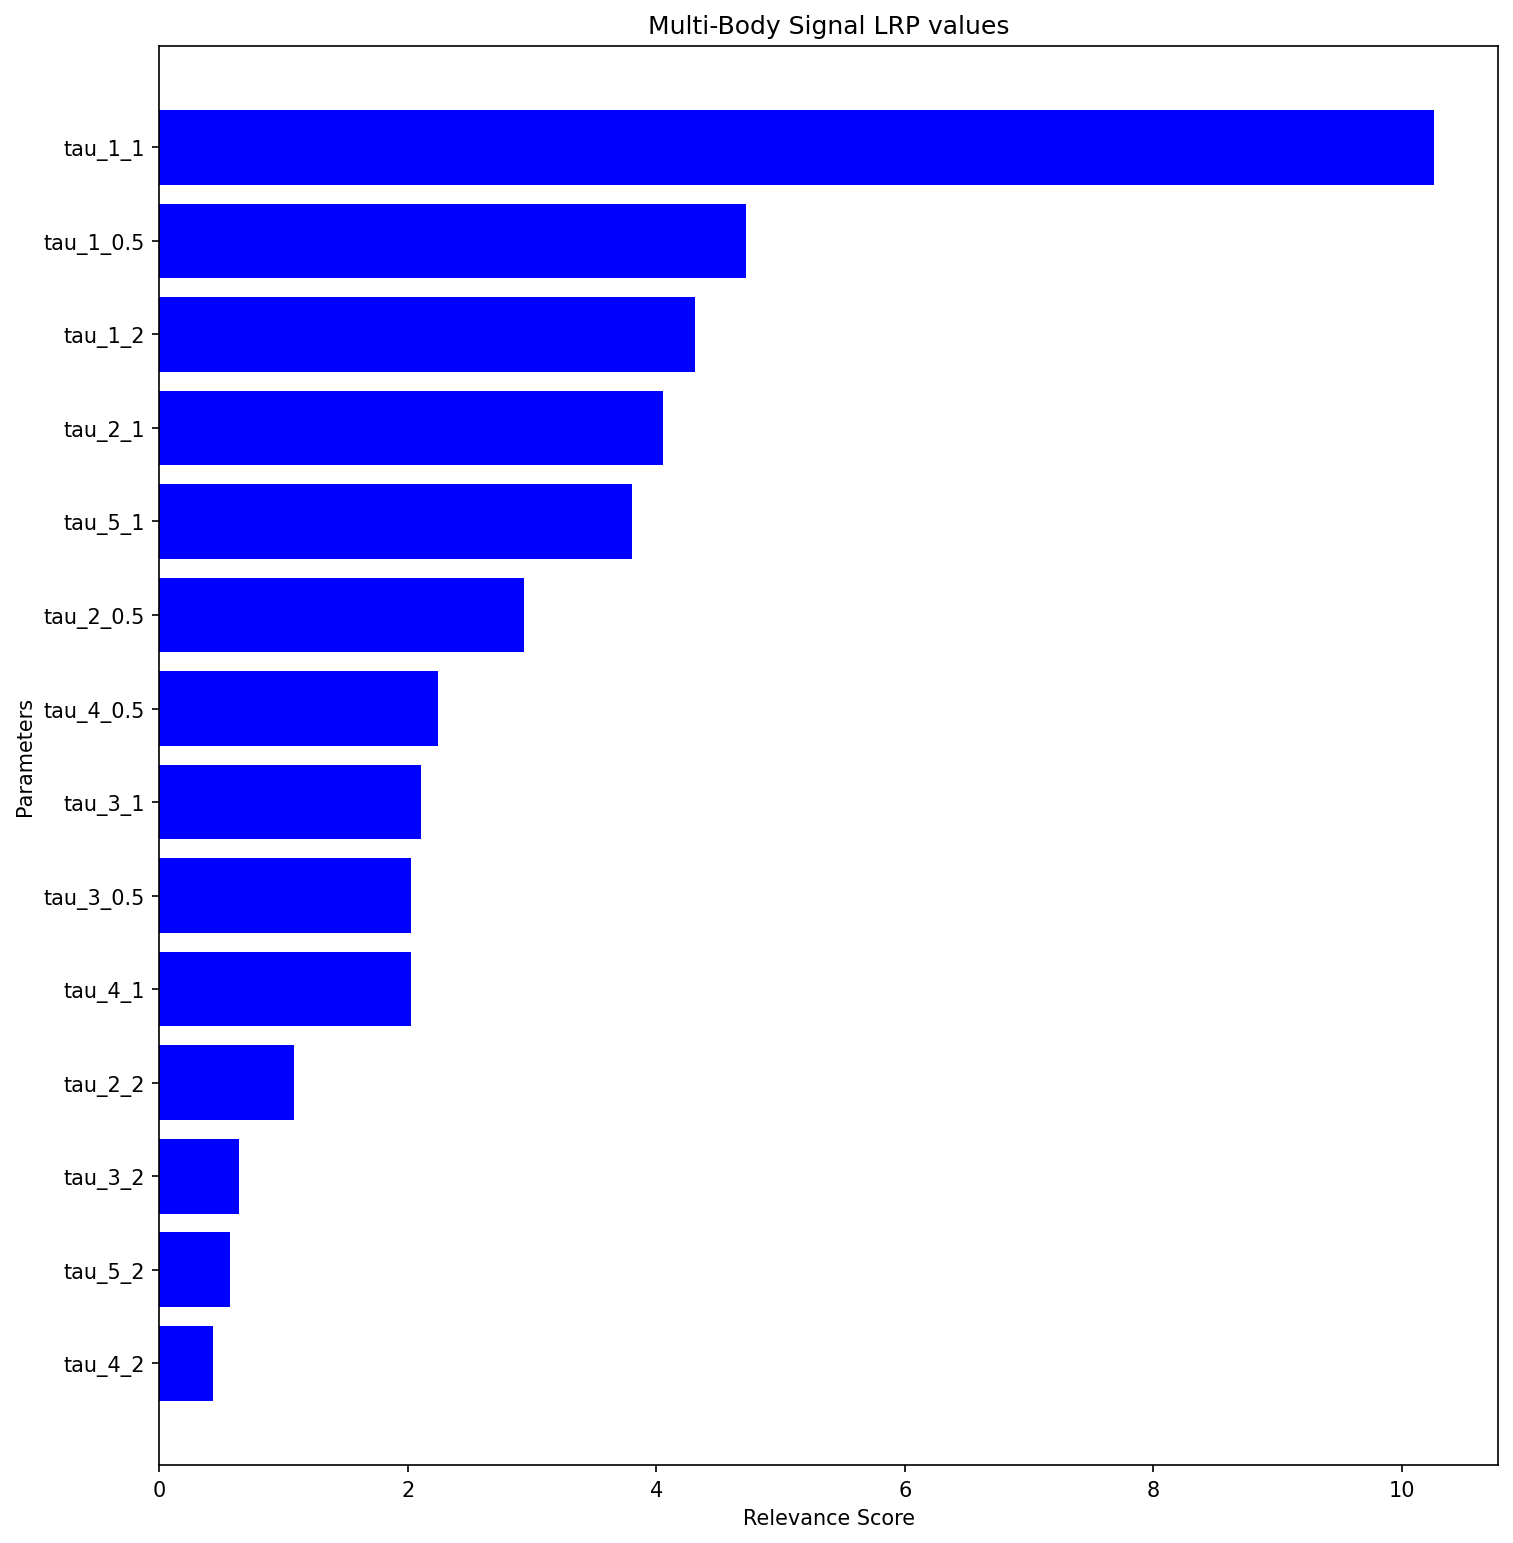 Multi-Body Signal LRP values
tau_1_1
tau_1_0.5
tau_1_2
tau_2_1
tau_5_1
tau_2_0.5
tau_4_0.5
tau_3_1
tau_3_0.5
tau_4_1
tau_2_2
tau_3_2
tau_5_2
tau_4_2
Parameters
0 2 4 6 8 10
Relevance Score